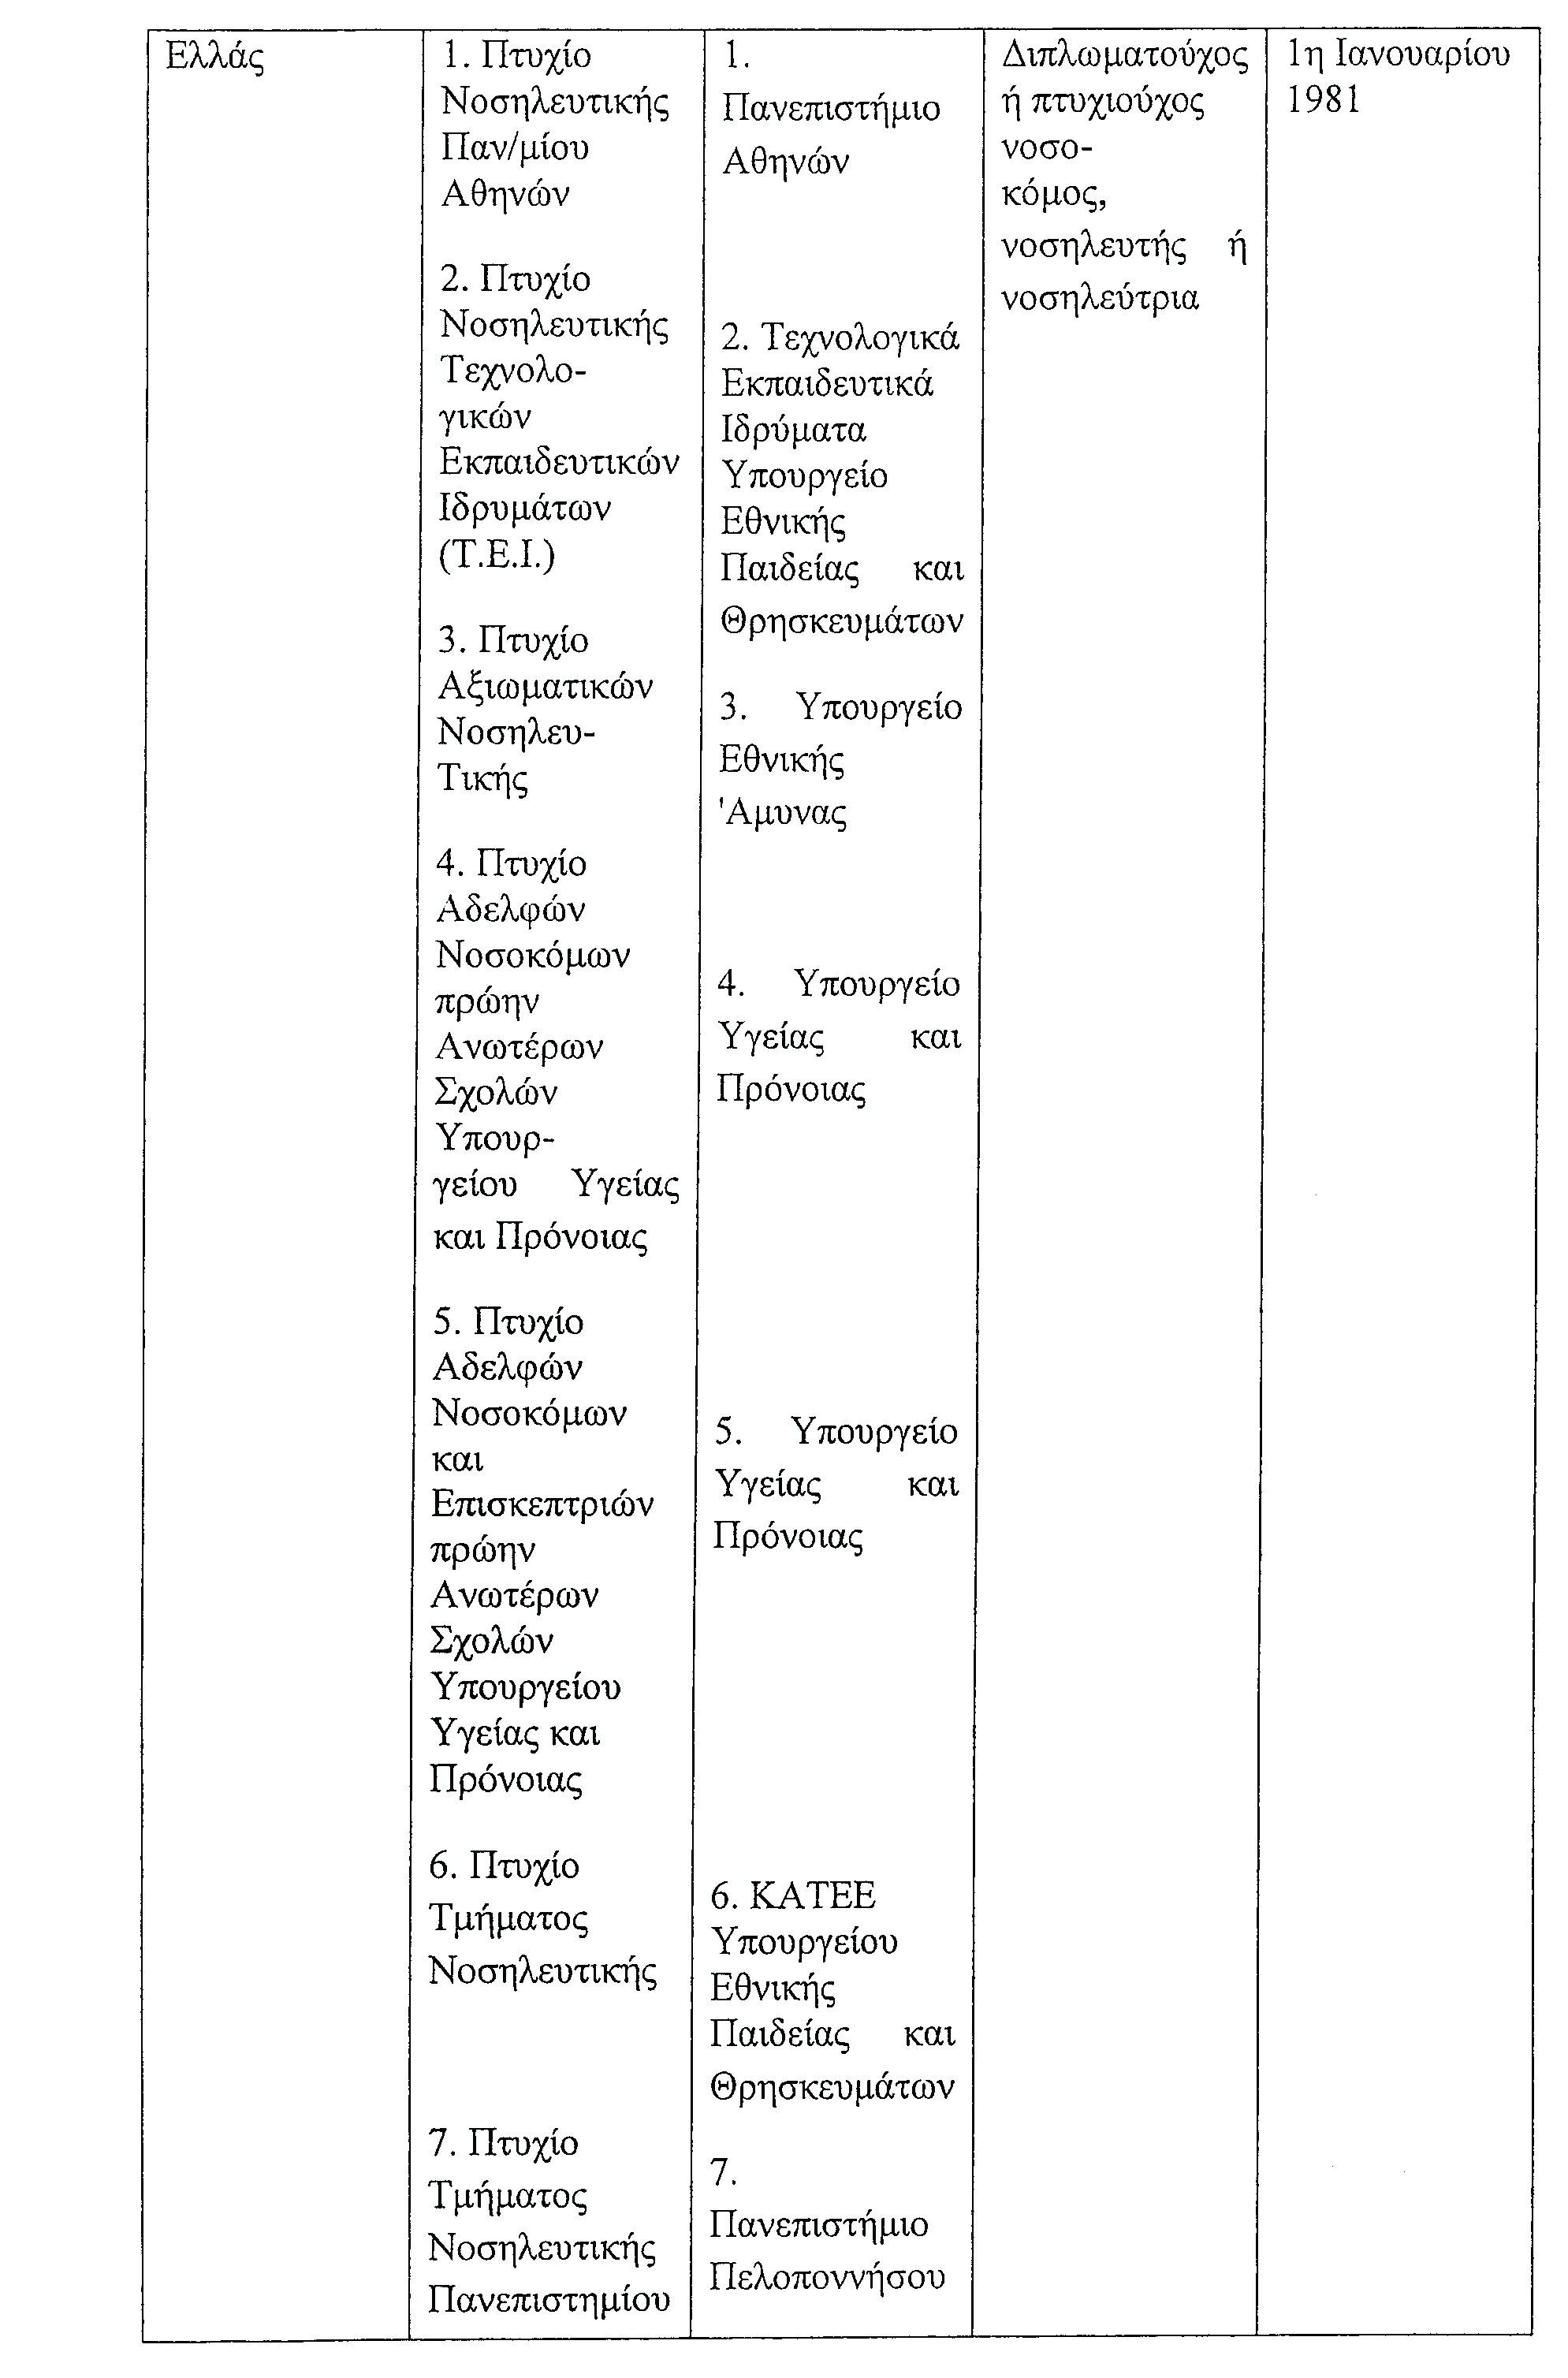 Ελλάς
1. Πτυχίο
Νοσηλευτικής
Παν/μίου
Αθηνών
2. Πτυχίο
Νοσηλευτικής
Τεχνολο-
γικών
Εκπαιδευτικών
Ιδρυμάτων
(Τ.Ε.Ι.)
3. Πτυχίο
Αξιωματικών
Νοσηλευ-
Τικής
4. Πτυχίο
Αδελφών
Νοσοκόμων
πρώην
Ανωτέρων
Σχολών
Υπουρ-
γείου Υγείας
και Πρόνοιας
5. Πτυχίο
Αδελφών
Νοσοκόμων
και
Επισκεπτριών
πρώην
Ανωτέρων
Σχολών
Υπουργείου
Υγείας και
Πρόνοιας
6. Πτυχίο
Τμήματος
Νοσηλευτικής
7. Πτυχίο
Τμήματος
Νοσηλευτικής
Πανεπιστημίου
1.
Πανεπιστήμιο
Αθηνών
2. Τεχνολογικά
Εκπαιδευτικά
Ιδρύματα
Υπουργείο
Εθνικής
Παιδείας και
Θρησκευμάτων
3. Υπουργείο
Εθνικής
'Αμυνας
4. Υπουργείο
Υγείας και
Πρόνοιας
5. Υπουργείο
Υγείας και
Πρόνοιας
6. ΚΑΤΕΕ
Υπουργείου
Εθνικής
Παιδείας και
Θρησκευμάτων
7.
Πανεπιστήμιο
Πελοποννήσου
Διπλωματούχος
ή πτυχιούχος
νοσο-
κόμος,
νοσηλευτής ή
νοσηλεύτρια
1η Ιανουαρίου
1981